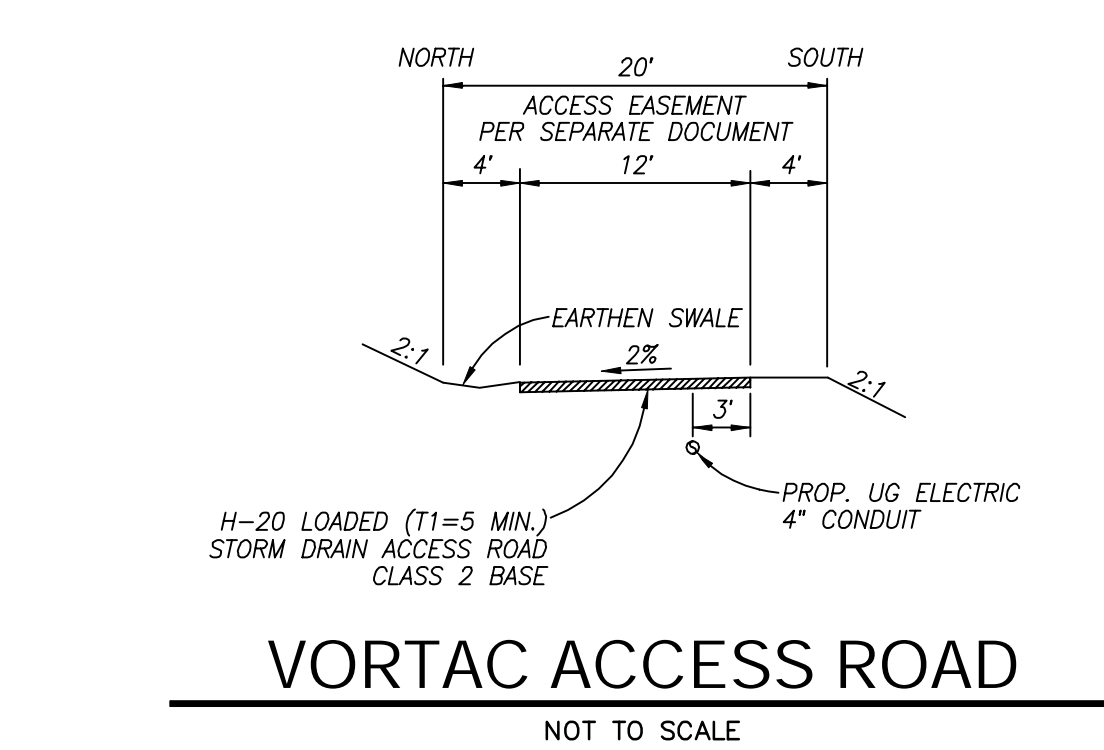 NORTH
SOUTH
20'
ACCESS EASEMENT
PER SEPARATE DOCUMENT
4'
12'
4'
EARTHEN SWALE
2:1
2%
2:1
3'
PROP. UG ELECTRIC
4" CONDUIT
H-20 LOADED (T1=5 MIN.)
STORM DRAIN ACCESS ROAD
CLASS 2 BASE
VORTAC ACCESS ROAD
NOT TO SCALE